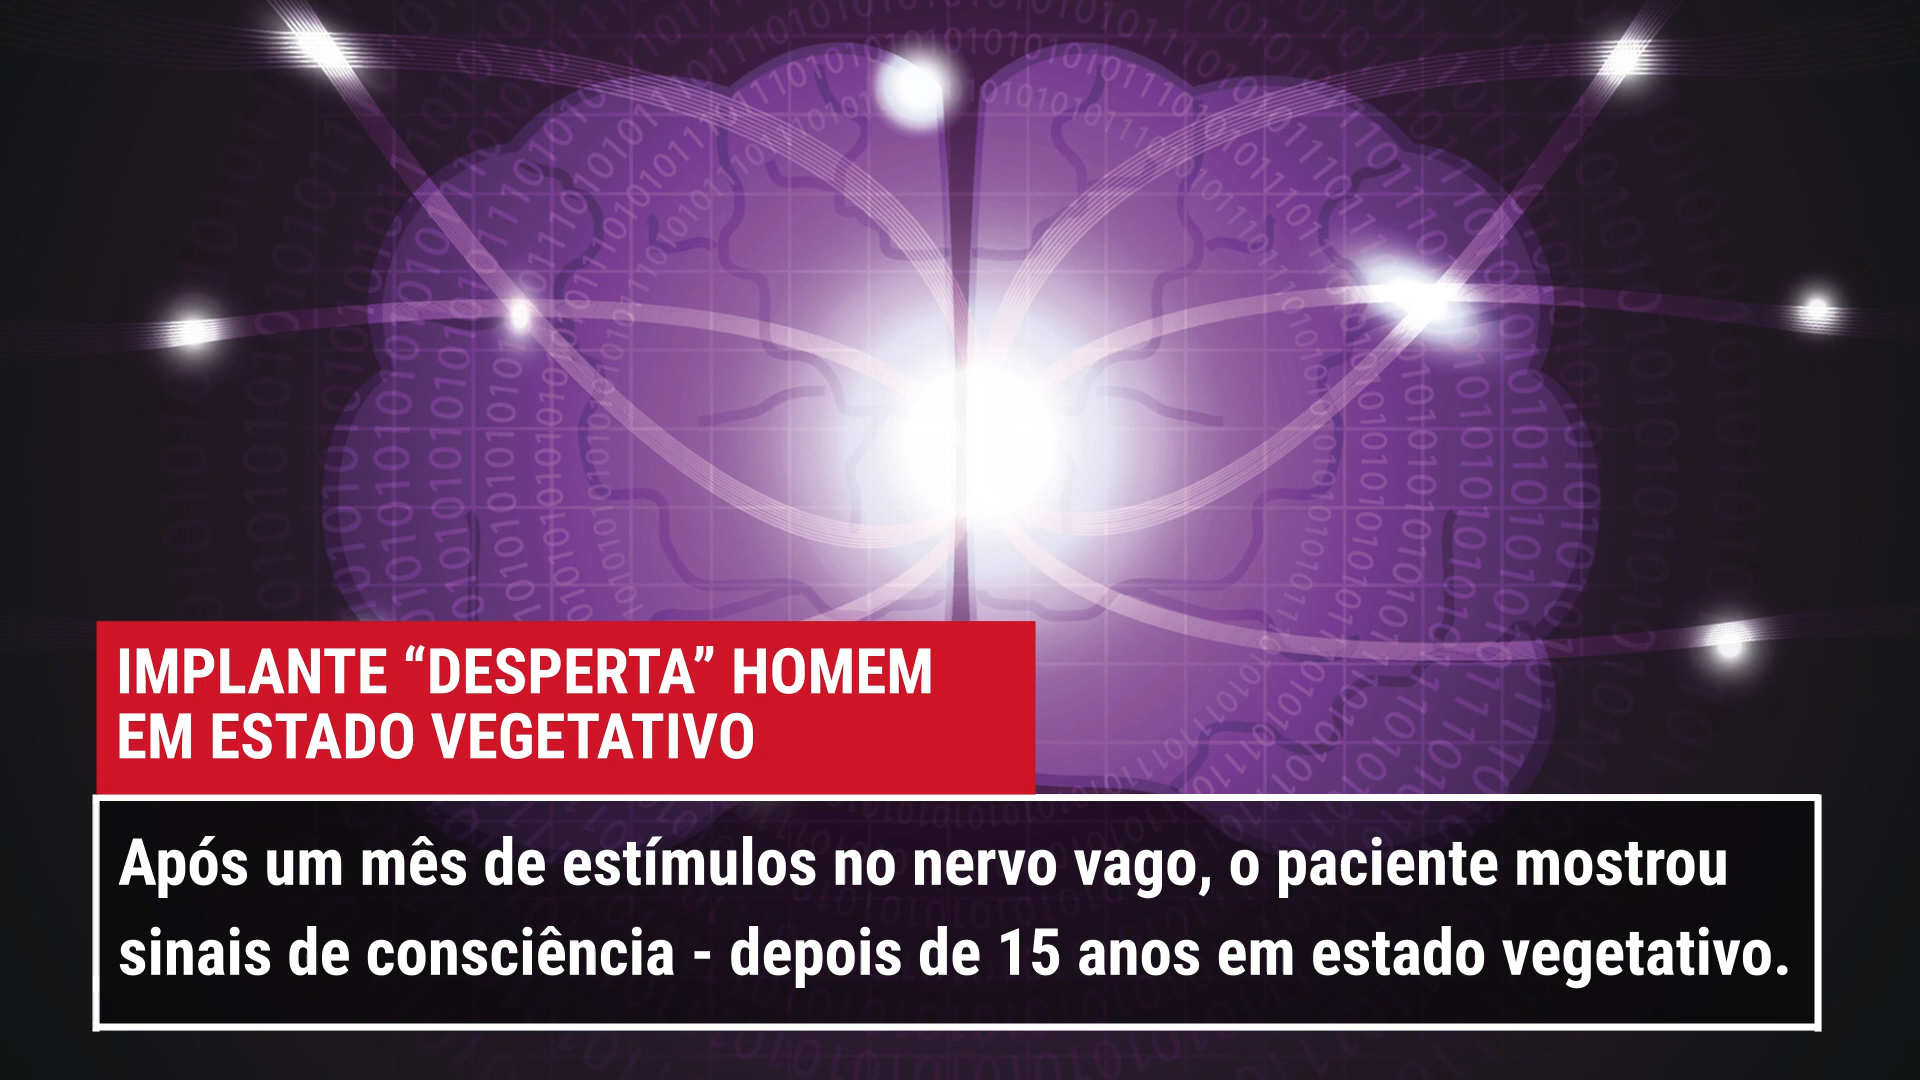 IMPLANTE “DESPERTA” HOMEM
EM ESTADO VEGETATIVO
Após um mês de estímulos no nervo vago, o paciente mostrou
sinais de consciência - depois de 15 anos em estado vegetativo.